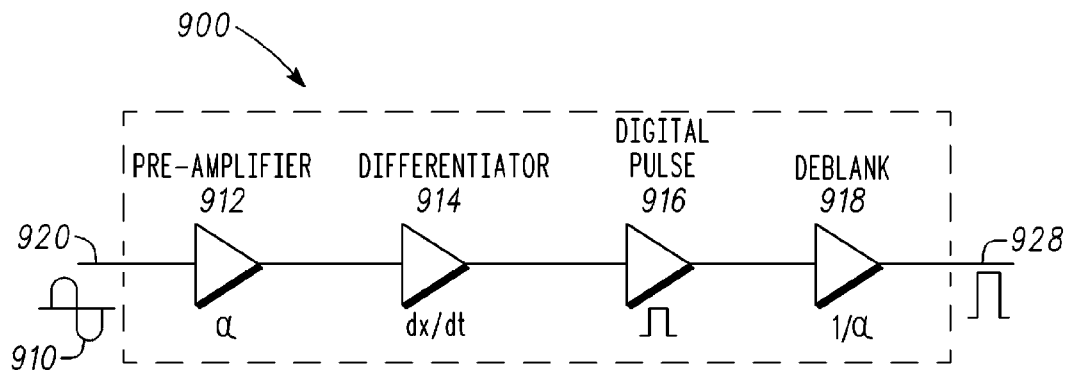 900
PRE-AMPLIFIER
912
DIFFERENTIATOR
914
DIGITAL
PULSE
916
DEBLANK
918
920
928
910
α
dx/dt
1/α